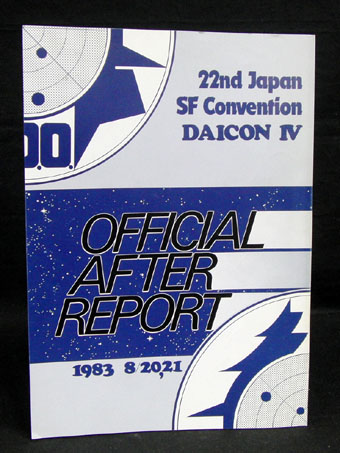 22nd Japan
SF Convention
DAICON IV
D.O.
OFFICIAL
AFTER
REPORT
1983 8/20,21